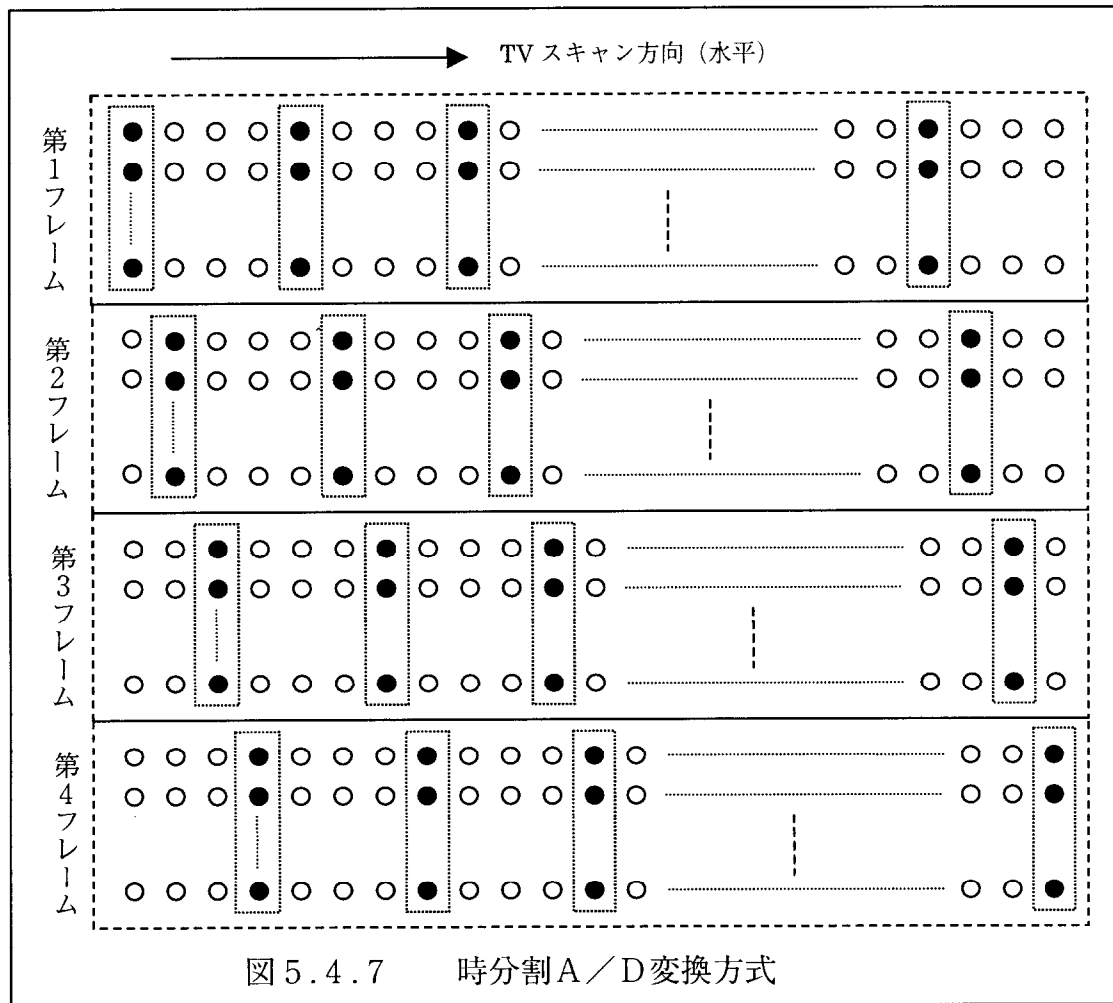 TV スキャン方向（水平）
第1フレーム
第2フレーム
第3フレーム
第4フレーム
図5.4.7　　時分割A／D変換方式